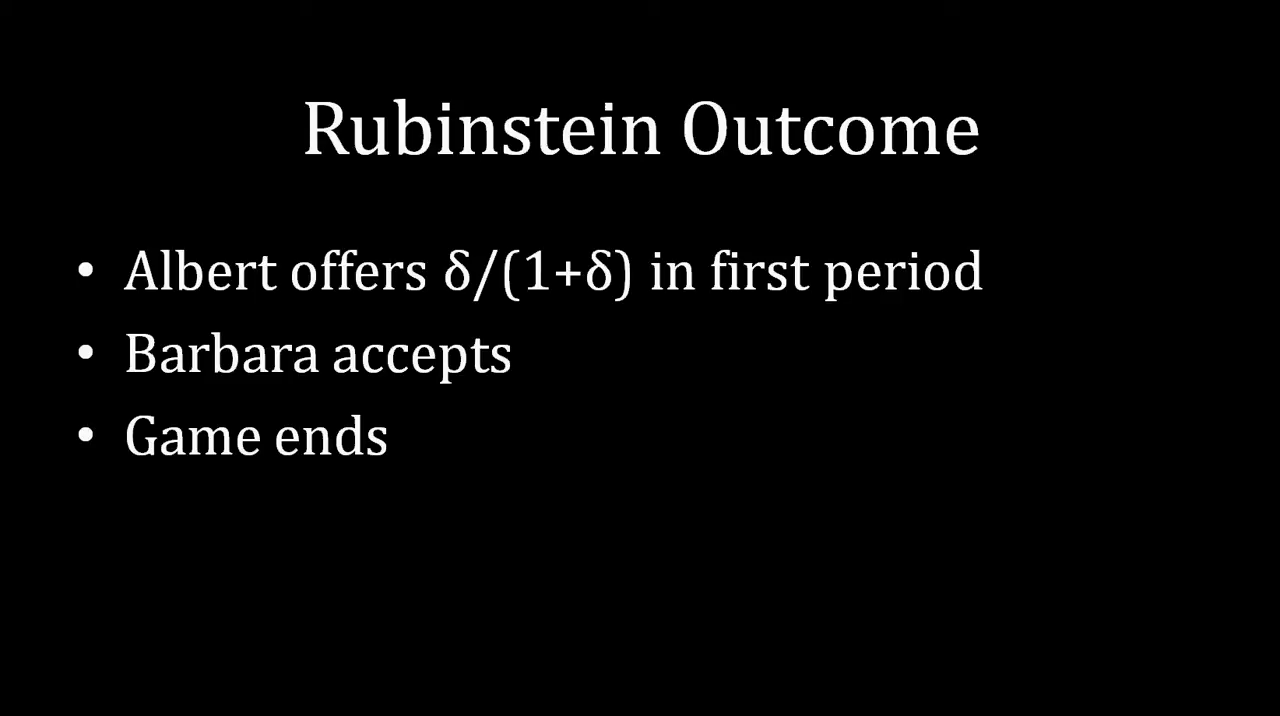 Rubinstein Outcome
• Albert offers δ/(1+δ) in first period
• Barbara accepts
• Game ends